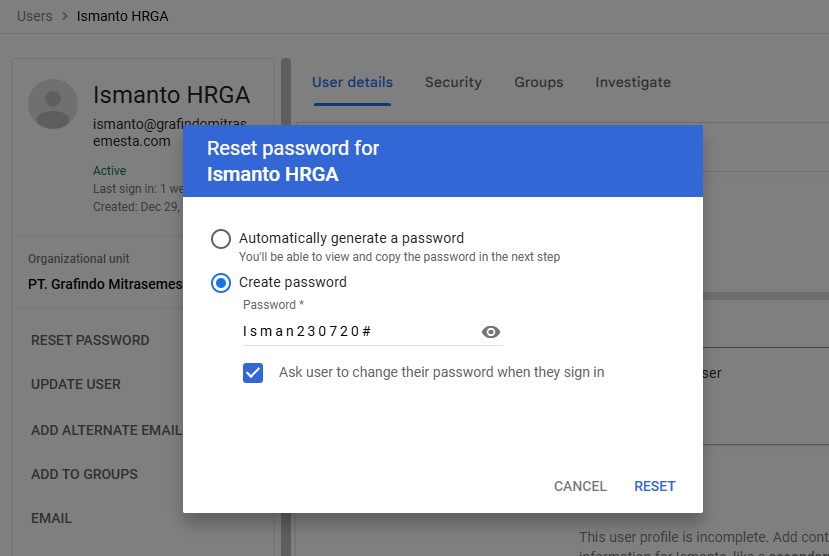 Users > Ismanto HRGA
Ismanto HRGA
ismanto@grafindomitras
emesta.com
Active
Last sign in: 1 we
Created: Dec 29,
Organizational unit
PT. Grafindo Mitrasemes
RESET PASSWORD
UPDATE USER
ADD ALTERNATE EMAIL
ADD TO GROUPS
EMAIL
User details Security Groups Investigate
Reset password for
Ismanto HRGA
Automatically generate a password
You'll be able to view and copy the password in the next step
Create password
Password *
Isman230720#
Ask user to change their password when they sign in
CANCEL RESET
ser
This user profile is incomplete. Add cont
information for Ismanto, like a secondar